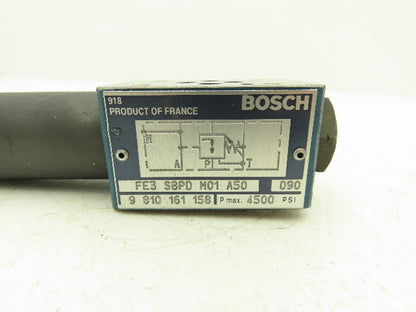 918
PRODUCT OF FRANCE
BOSCH
M
A P T
FE3 SBPD M01 A50 090
9 810 161 158 P max. 4500 PSI